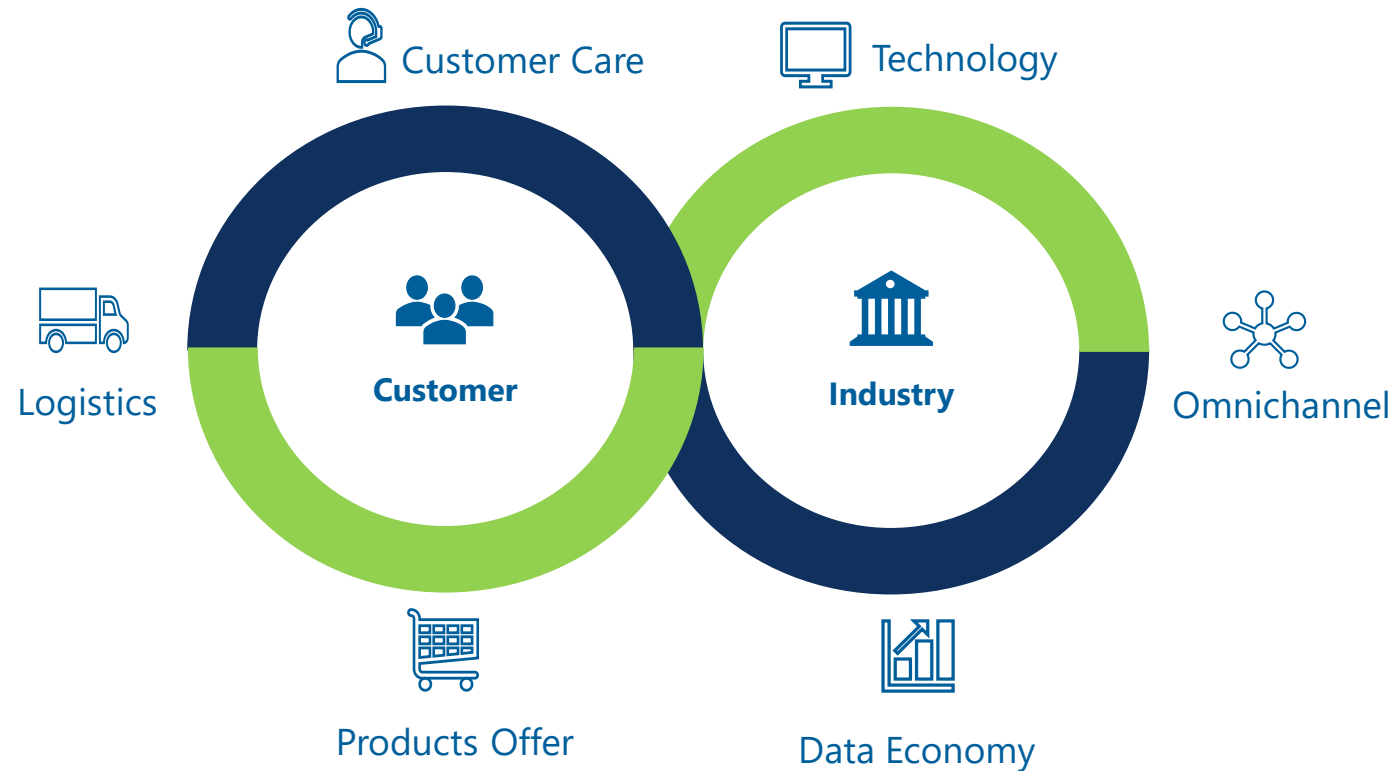 Customer Care
Technology
Customer
Industry
Logistics
Omnichannel
Products Offer
Data Economy